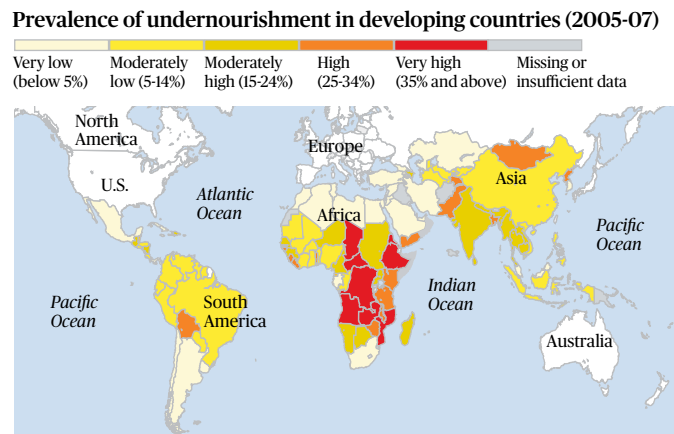 Prevalence of undernourishment in developing countries (2005-07)
Very low
(below 5%)
Moderately
low (5-14%)
Moderately
high (15-24%)
High
(25-34%)
Very high
(35% and above)
Missing or
insufficient data
North
America
Europe
U.S.
Asia
Atlantic
Ocean
Africa
Pacific
Ocean
Indian
Ocean
Pacific
Ocean
South
America
Australia